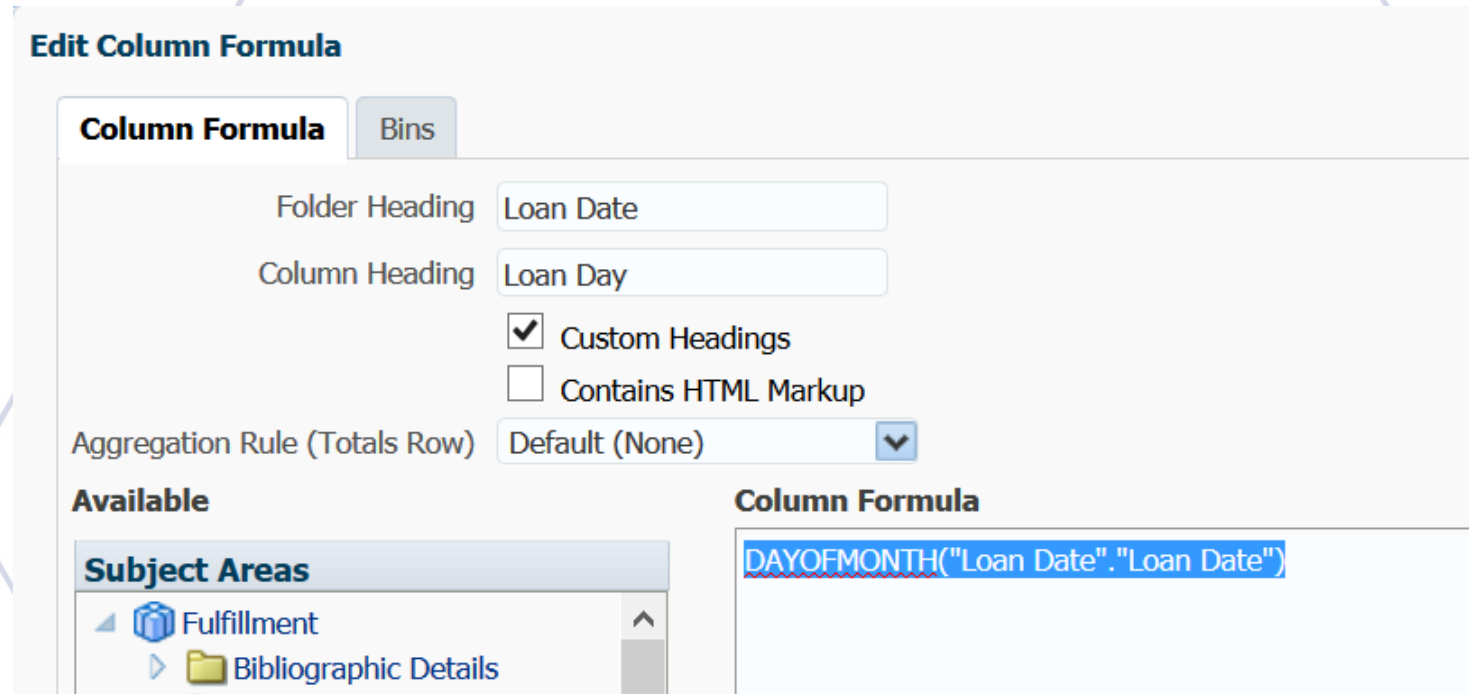 Edit Column Formula
Column Formula Bins
Folder Heading Loan Date
Column Heading Loan Day
Custom Headings
Contains HTML Markup
Aggregation Rule (Totals Row) Default (None)
Available Column Formula
Subject Areas DAYOFMONTH("Loan Date"."Loan Date")
Fulfillment
Bibliographic Details